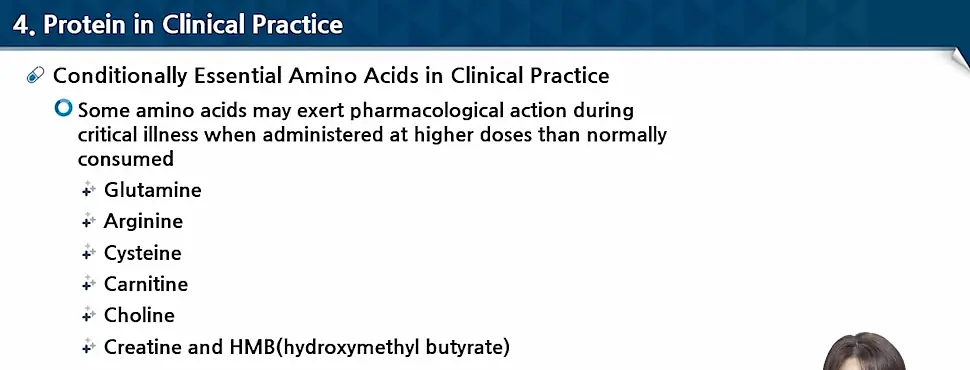 4. Protein in Clinical Practice
Conditionally Essential Amino Acids in Clinical Practice
Some amino acids may exert pharmacological action during
critical illness when administered at higher doses than normally
consumed
Glutamine
Arginine
Cysteine
Carnitine
Choline
Creatine and HMB(hydroxymethyl butyrate)